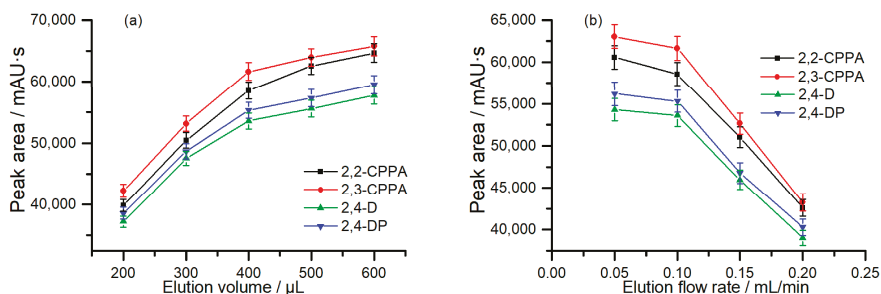 (a)
70,000
60,000
50,000
40,000
Peak area / mAU·s
200 300 400 500 600
Elution volume / µL
2,2-CPPA
2,3-CPPA
2,4-D
2,4-DP
(b)
65,000
60,000
55,000
50,000
45,000
40,000
Peak area / mAU·s
0.00 0.05 0.10 0.15 0.20 0.25
Elution flow rate / mL/min
2,2-CPPA
2,3-CPPA
2,4-D
2,4-DP